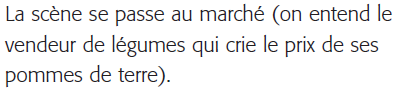 La scène se passe au marché (on entend le
vendeur de légumes qui crie le prix de ses
pommes de terre).